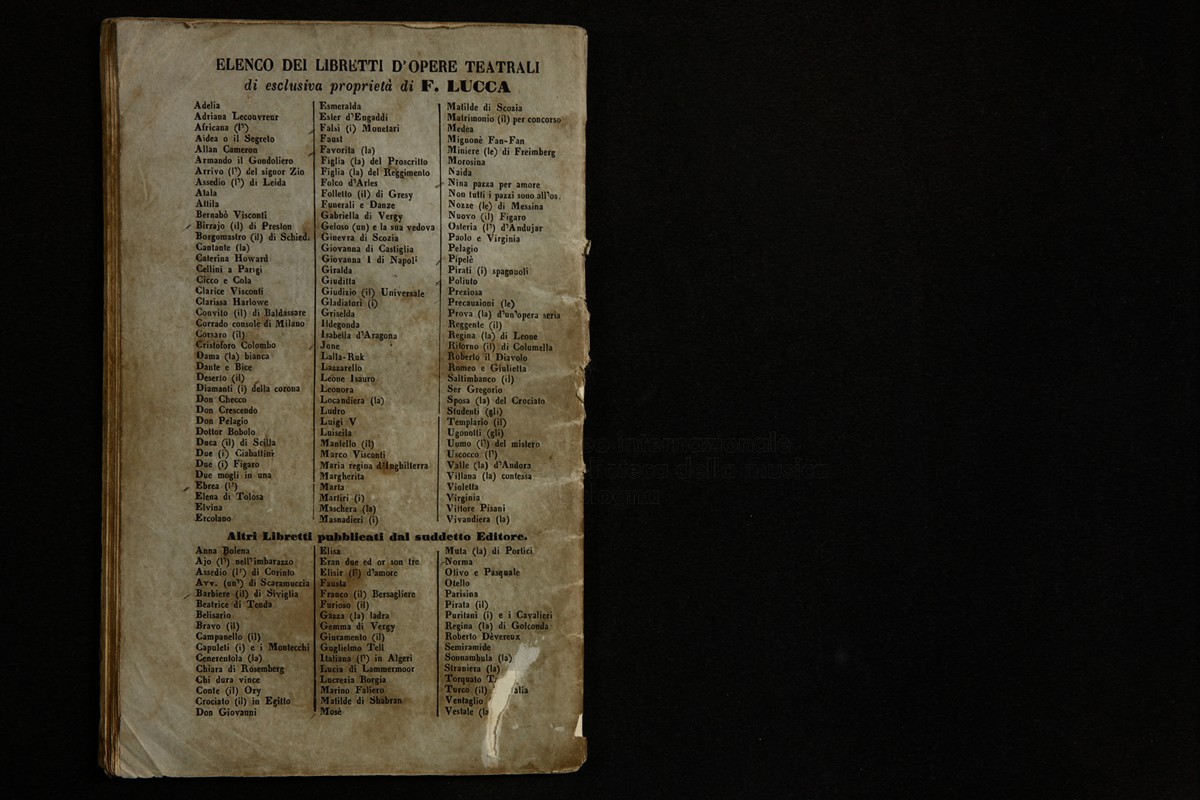 ELENCO DEI LIBRETTI D'OPERE TEATRALI
di esclusiva proprietà di F. LUCCA
Adelia
Adriana Lecouvreur
Africana (l')
Aidea o il Segreto
Allan Cameron
Armando il Gondoliero
Arrivo (l') del signor Zio
Assedio (l') di Leida
Atala
Attila
Bernabò Visconti
Birrajo (il) di Preston
Borgomastro (il) di Schied.
Cantante (la)
Caterina Howard
Cellini a Parigi
Cicco e Cola
Clarice Visconti
Clarissa Harlowe
Convito (il) di Baldassare
Corrado console di Milano
Corsaro (il)
Cristoforo Colombo
Dama (la) bianca
Dante e Bice
Deserto (il)
Diamanti (i) della corona
Don Checco
Don Crescendo
Don Pelagio
Dottor Bobolo
Duca (il) di Scilla
Due (i) Ciabattini
Due (i) Figaro
Due mogli in una
Ebrea (l')
Elena di Tolosa
Elvina
Ercolano
Esmeralda
Ester d'Engaddi
Falsi (i) Monetari
Faust
Favorita (la)
Figlia (la) del Proscritto
Figlia (la) del Reggimento
Folco d'Arles
Folletto (il) di Gresy
Funerali e Danze
Gabriella di Vergy
Geloso (un) e la sua vedova
Ginevra di Scozia
Giovanna di Castiglia
Giovanna I di Napoli
Giralda
Giuditta
Giudizio (il) Universale
Gladiatori (i)
Griselda
Ildegonda
Isabella d'Aragona
Jone
Lalla-Ruk
Lazzarello
Leone Isauro
Leonora
Locandiera (la)
Ludro
Luigi V
Luisella
Mantello (il)
Marco Visconti
Maria regina d'Inghilterra
Margherita
Marta
Martiri (i)
Maschera (la)
Masnadieri (i)
Matilde di Scozia
Matrimonio (il) per concorso
Medea
Mignonè Fan-Fan
Miniere (le) di Freimberg
Morosina
Naida
Nina pazza per amore
Non tutti i pazzi sono all'os.
Nozze (le) di Messina
Nuovo (il) Figaro
Osteria (l') d'Andujar
Paolo e Virginia
Pelagio
Pipelè
Pirati (i) spagnuoli
Poliuto
Preziosa
Precauzioni (le)
Prova (la) d'un'opera seria
Reggente (il)
Regina (la) di Leone
Ritorno (il) di Columella
Roberto il Diavolo
Romeo e Giulietta
Saltimbanco (il)
Ser Gregorio
Sposa (la) del Crociato
Studenti (gli)
Templario (il)
Ugonotti (gli)
Uomo (l') del mistero
Uscocco (l')
Valle (la) d'Andora
Villana (la) contessa
Violetta
Virginia
Vittore Pisani
Vivandiera (la)
Altri Libretti pubblicati dal suddetto Editore.
Anna Bolena
Ajo (l') nell'imbarazzo
Assedio (l') di Corinto
Avv. (un') di Scaramuccia
Barbiere (il) di Siviglia
Beatrice di Tenda
Belisario
Bravo (il)
Campanello (il)
Capuleti (i) e i Montecchi
Cenerentola (la)
Chiara di Rosemberg
Chi dura vince
Conte (il) Ory
Crociato (il) in Egitto
Don Giovanni
Elisa
Eran due ed or son tre
Elisir (l') d'amore
Fausta
Franco (il) Bersagliere
Furioso (il)
Gazza (la) ladra
Gemma di Vergy
Giuramento (il)
Guglielmo Tell
Italiana (l') in Algeri
Lucia di Lammermoor
Lucrezia Borgia
Marino Faliero
Matilde di Shabran
Mosè
Muta (la) di Portici
Norma
Olivo e Pasquale
Otello
Parisina
Pirata (il)
Puritani (i) e i Cavalieri
Regina (la) di Golconda
Roberto Dèvereux
Semiramide
Sonnambula (la)
Straniera (la)
Torquato
Turco (il)
Ventaglio
Vestale
internazionale
della musica